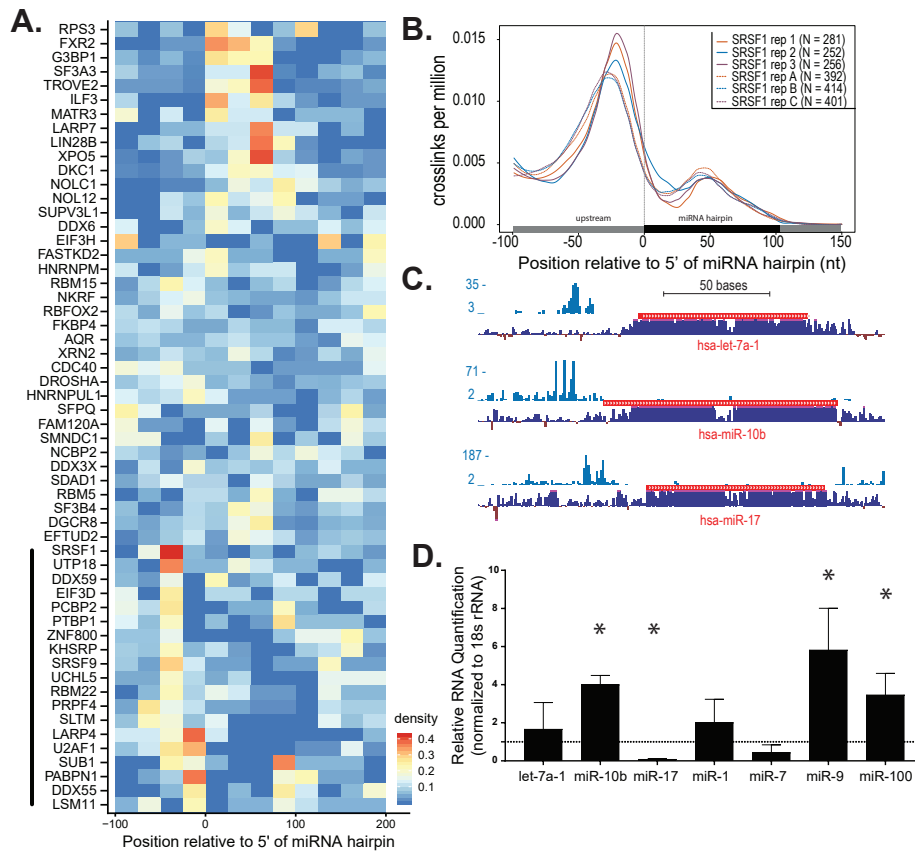 A.
RPS3
FXR2
G3BP1
SF3A3
TROVE2
ILF3
MATR3
LARP7
LIN28B
XPO5
DKC1
NOLC1
NOL12
SUPV3L1
DDX6
EIF3H
FASTKD2
HNRNPM
RBM15
NKRF
RBFOX2
FKBP4
AQR
XRN2
CDC40
DROSHA
HNRNPUL1
SFPQ
FAM120A
SMNDC1
NCBP2
DDX3X
SDAD1
RBM5
SF3B4
DGCR8
EFTUD2
SRSF1
UTP18
DDX59
EIF3D
PCBP2
PTBP1
ZNF800
KHSRP
SRSF9
UCHL5
RBM22
PRPF4
SLTM
LARP4
U2AF1
SUB1
PABPN1
DDX55
LSM11
density
0.4
0.3
0.2
0.1
-100 0 100 200
Position relative to 5' of miRNA hairpin
B.
crosslinks per million
0.015
0.010
0.005
0.000
SRSF1 rep 1 (N = 281)
SRSF1 rep 2 (N = 252)
SRSF1 rep 3 (N = 256)
SRSF1 rep A (N = 392)
SRSF1 rep B (N = 414)
SRSF1 rep C (N = 401)
upstream miRNA hairpin
-100 -50 0 50 100 150
Position relative to 5' of miRNA hairpin (nt)
C.
50 bases
35 -
3 _
hsa-let-7a-1
71 -
2 _
hsa-miR-10b
187 -
2 _
hsa-miR-17
D.
Relative RNA Quantification
(normalized to 18s rRNA)
10
8
6
4
2
0
* * * *
let-7a-1 miR-10b miR-17 miR-1 miR-7 miR-9 miR-100